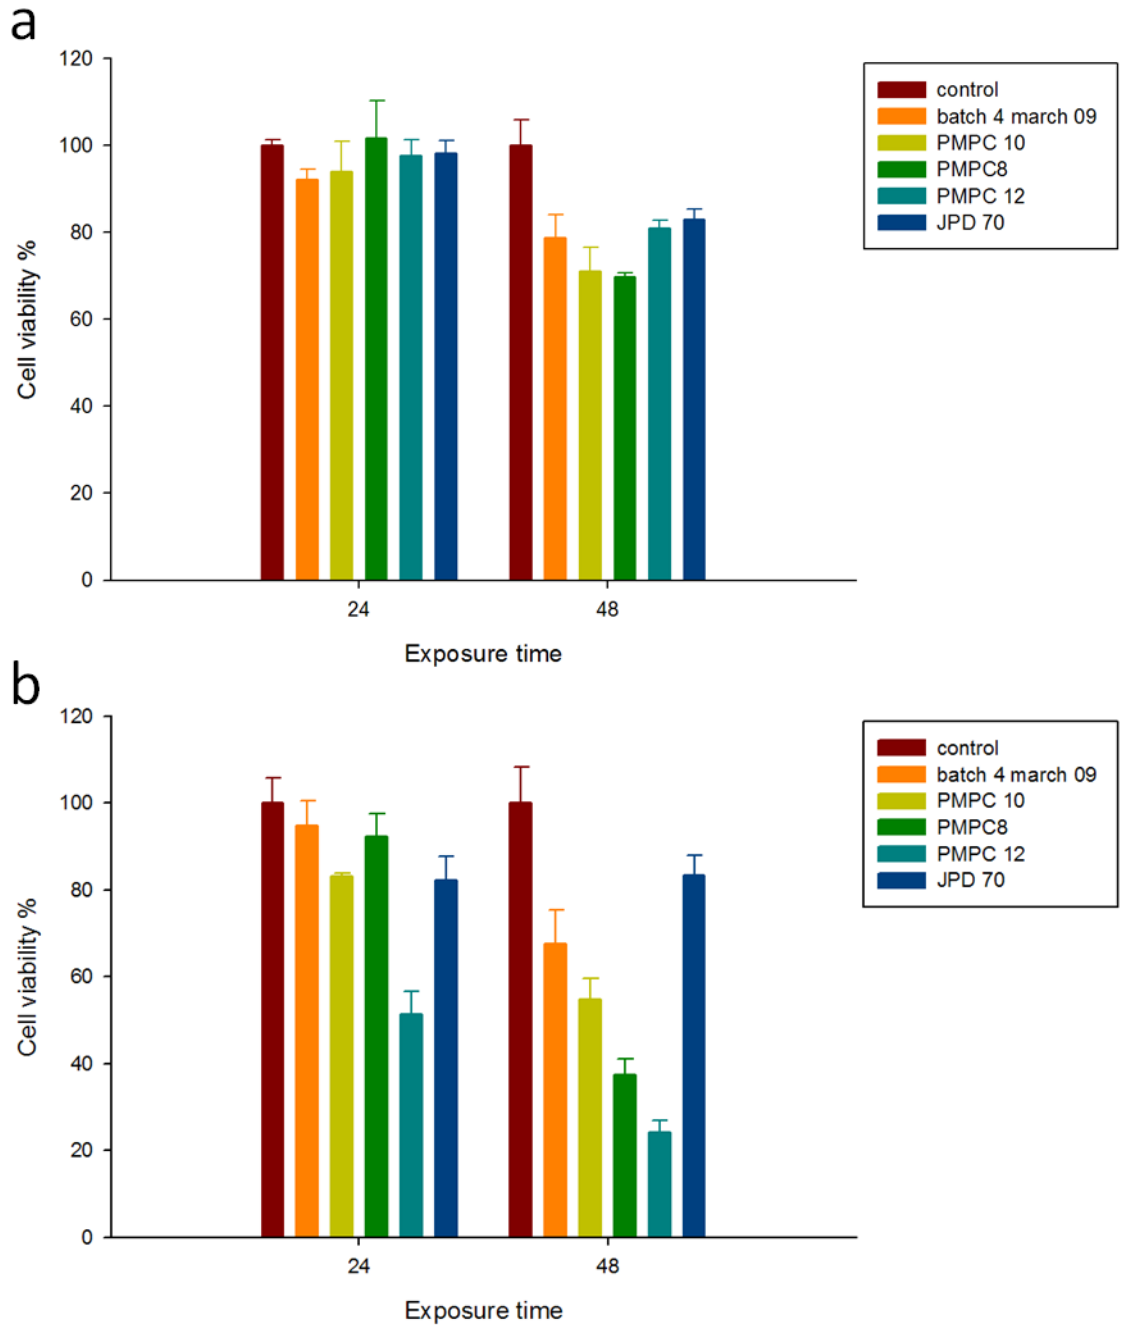 a
120
100
80
60
40
20
0
Cell viability %
24
48
Exposure time
control
batch 4 march 09
PMPC 10
PMPC8
PMPC 12
JPD 70
b
120
100
80
60
40
20
0
Cell viability %
24
48
Exposure time
control
batch 4 march 09
PMPC 10
PMPC8
PMPC 12
JPD 70